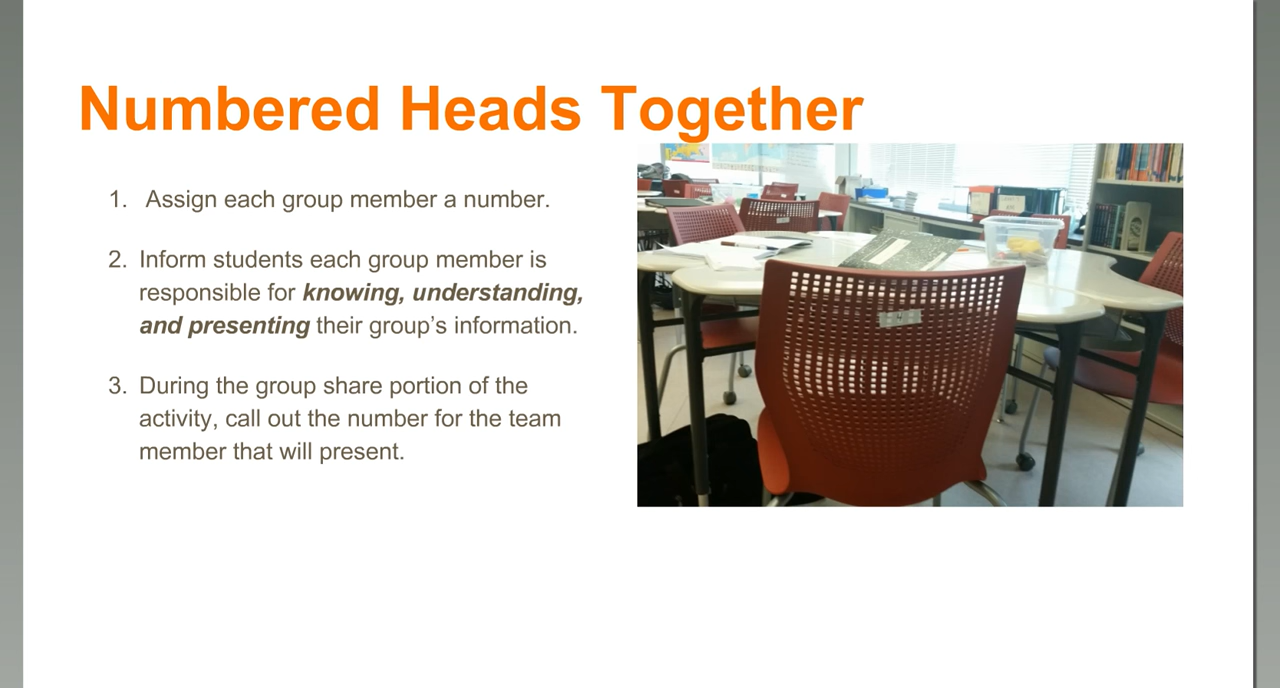 Numbered Heads Together
1. Assign each group member a number.
2. Inform students each group member is
responsible for knowing, understanding,
and presenting their group’s information.
3. During the group share portion of the
activity, call out the number for the team
member that will present.
4